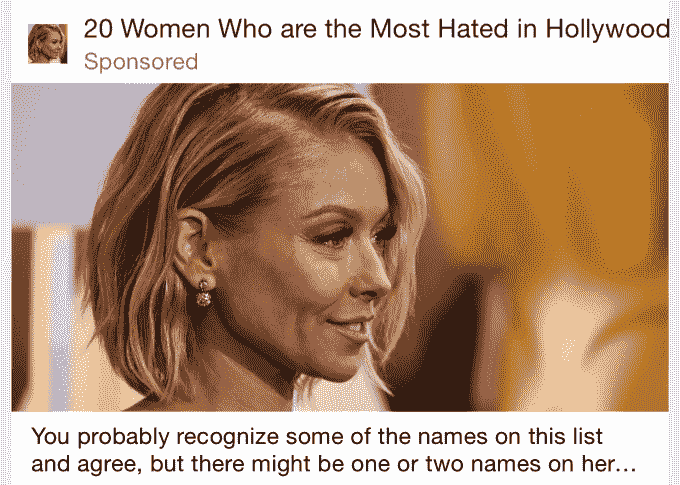 20 Women Who are the Most Hated in Hollywood
Sponsored
You probably recognize some of the names on this list
and agree, but there might be one or two names on her...